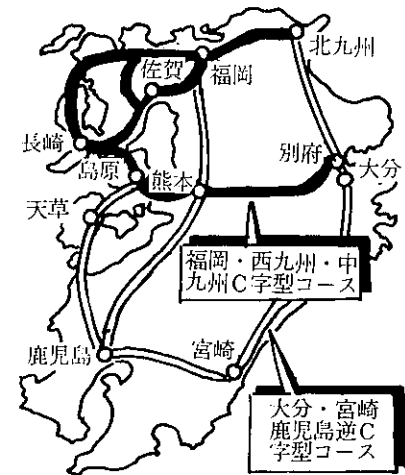 北九州
佐賀
福岡
長崎
島原
別府
熊本
大分
天草
福岡・西九州・中
九州C字型コース
鹿児島
宮崎
大分・宮崎
鹿児島逆C
字型コース